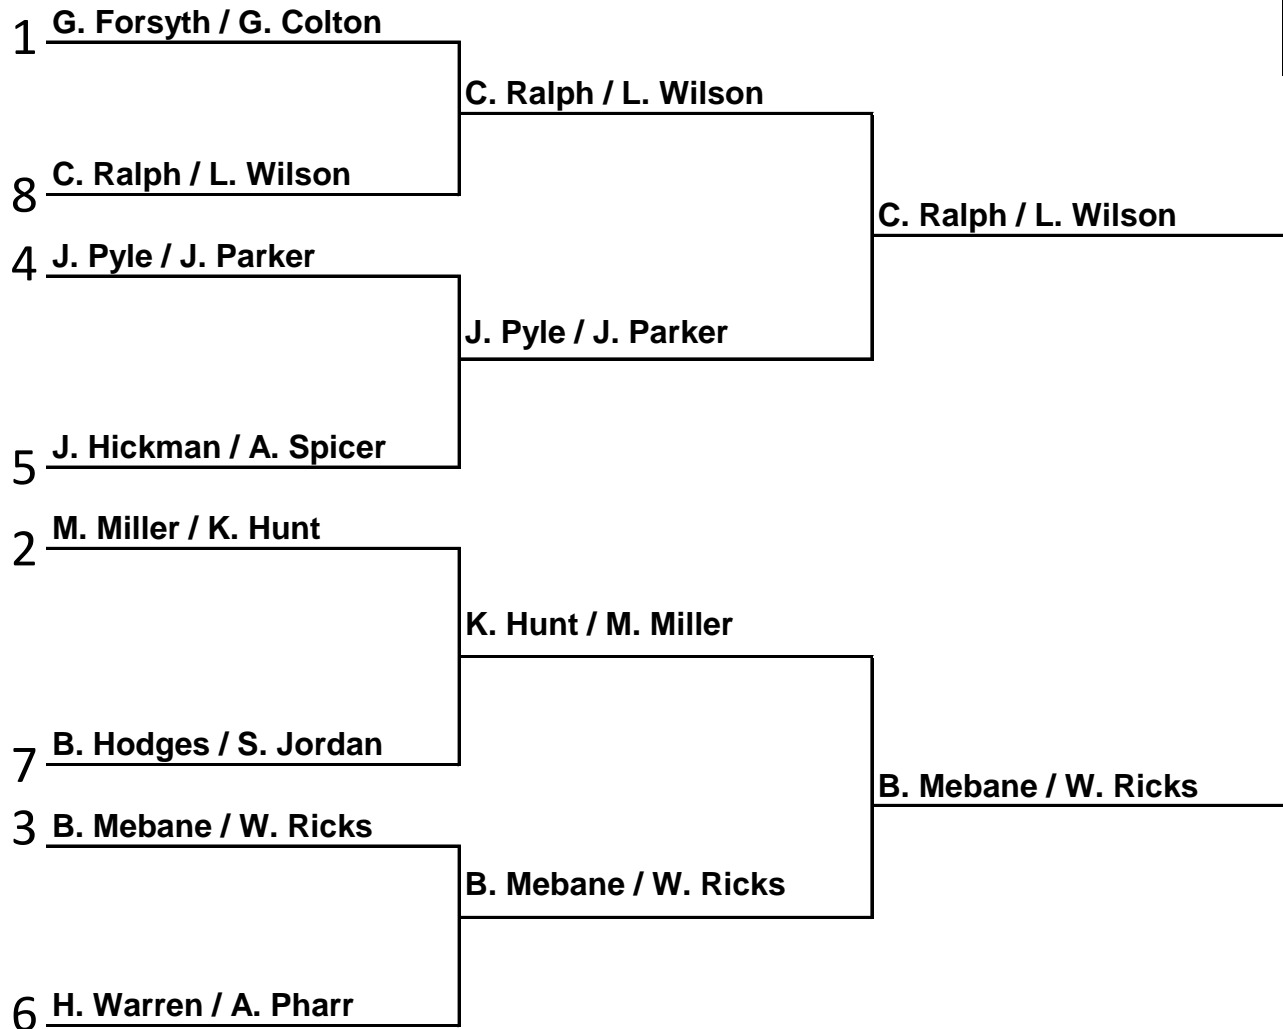 1 G. Forsyth / G. Colton
C. Ralph / L. Wilson
8 C. Ralph / L. Wilson
C. Ralph / L. Wilson
4 J. Pyle / J. Parker
J. Pyle / J. Parker
5 J. Hickman / A. Spicer
2 M. Miller / K. Hunt
K. Hunt / M. Miller
7 B. Hodges / S. Jordan
B. Mebane / W. Ricks
3 B. Mebane / W. Ricks
B. Mebane / W. Ricks
6 H. Warren / A. Pharr